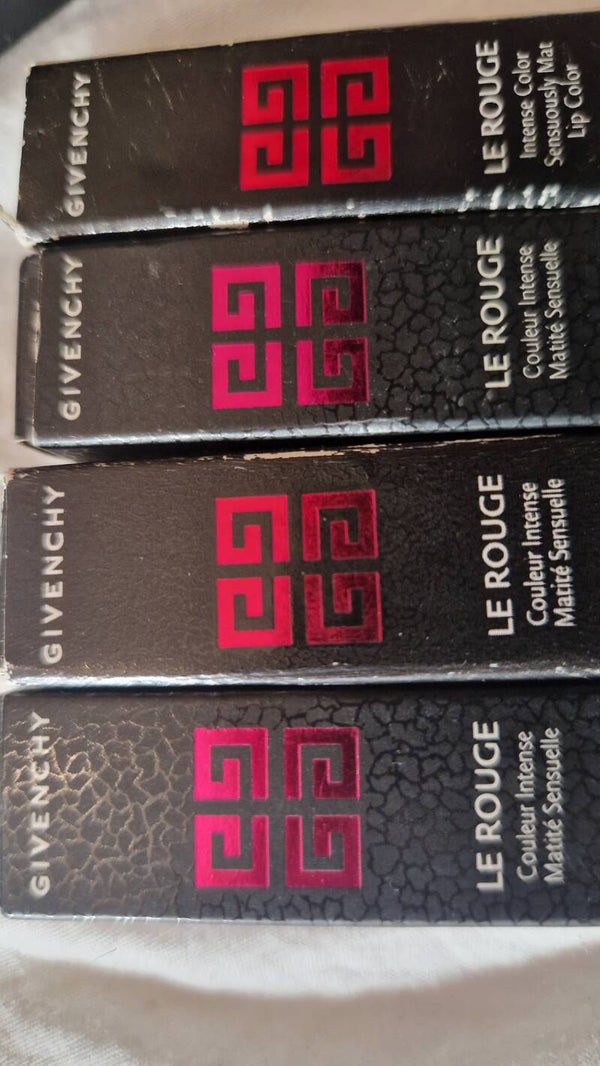 GIVENCHY
LE ROUGE
Intense Color
Sensuously Mat
Lip Color
GIVENCHY
LE ROUGE
Couleur Intense
Matité Sensuelle
GIVENCHY
LE ROUGE
Couleur Intense
Matité Sensuelle
GIVENCHY
LE ROUGE
Couleur Intense
Matité Sensuelle